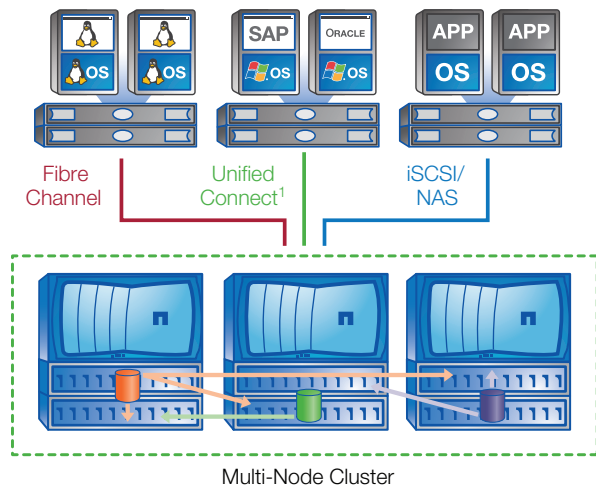 SAP ORACLE APP APP
OS OS OS OS OS OS
Fibre Channel
Unified Connect1
iSCSI/ NAS
Multi-Node Cluster